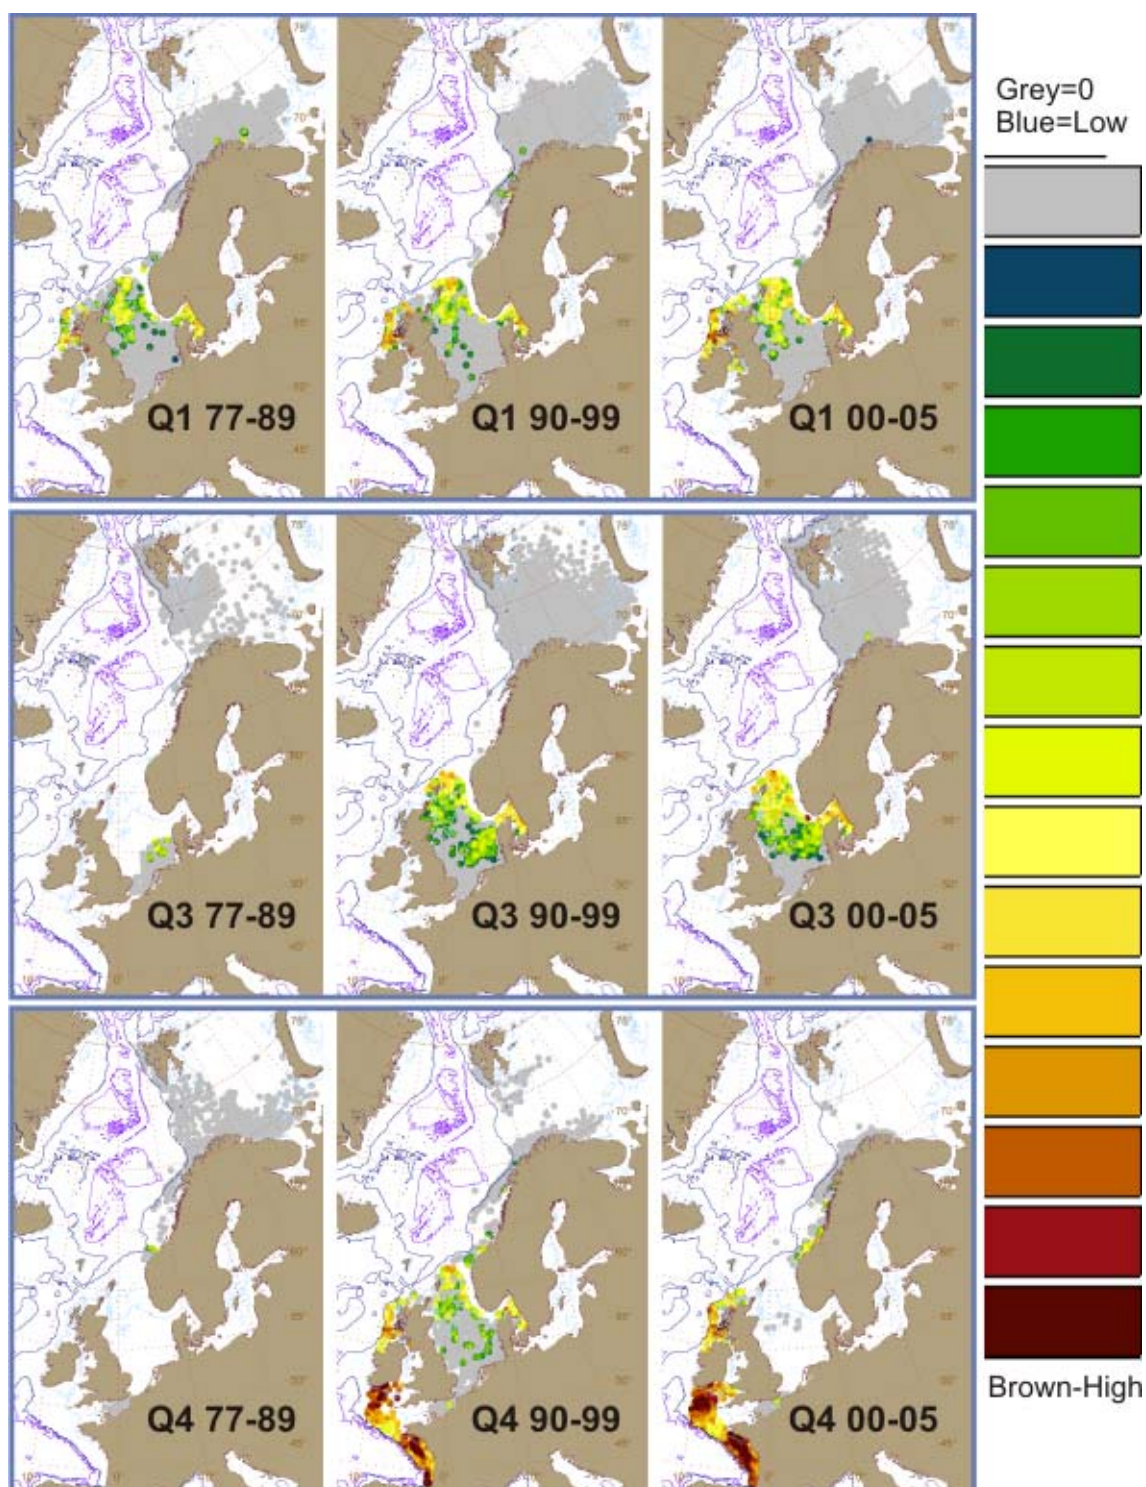 Grey=0
Blue=Low
Q1 77-89
Q1 90-99
Q1 00-05
Q3 77-89
Q3 90-99
Q3 00-05
Q4 77-89
Q4 90-99
Q4 00-05
Brown-High